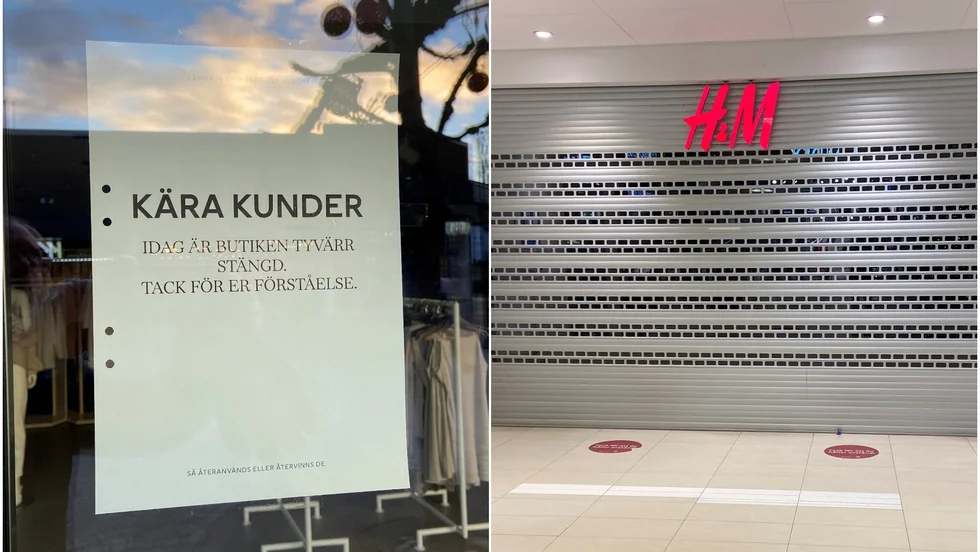 KÄRA KUNDER
IDAG ÄR BUTIKEN TYVÄRR
STÄNGD.
TACK FÖR ER FÖRSTÅELSE.
SÅ ÅTERANVÄNDS ELLER ÅTERVINNS DE
H&M